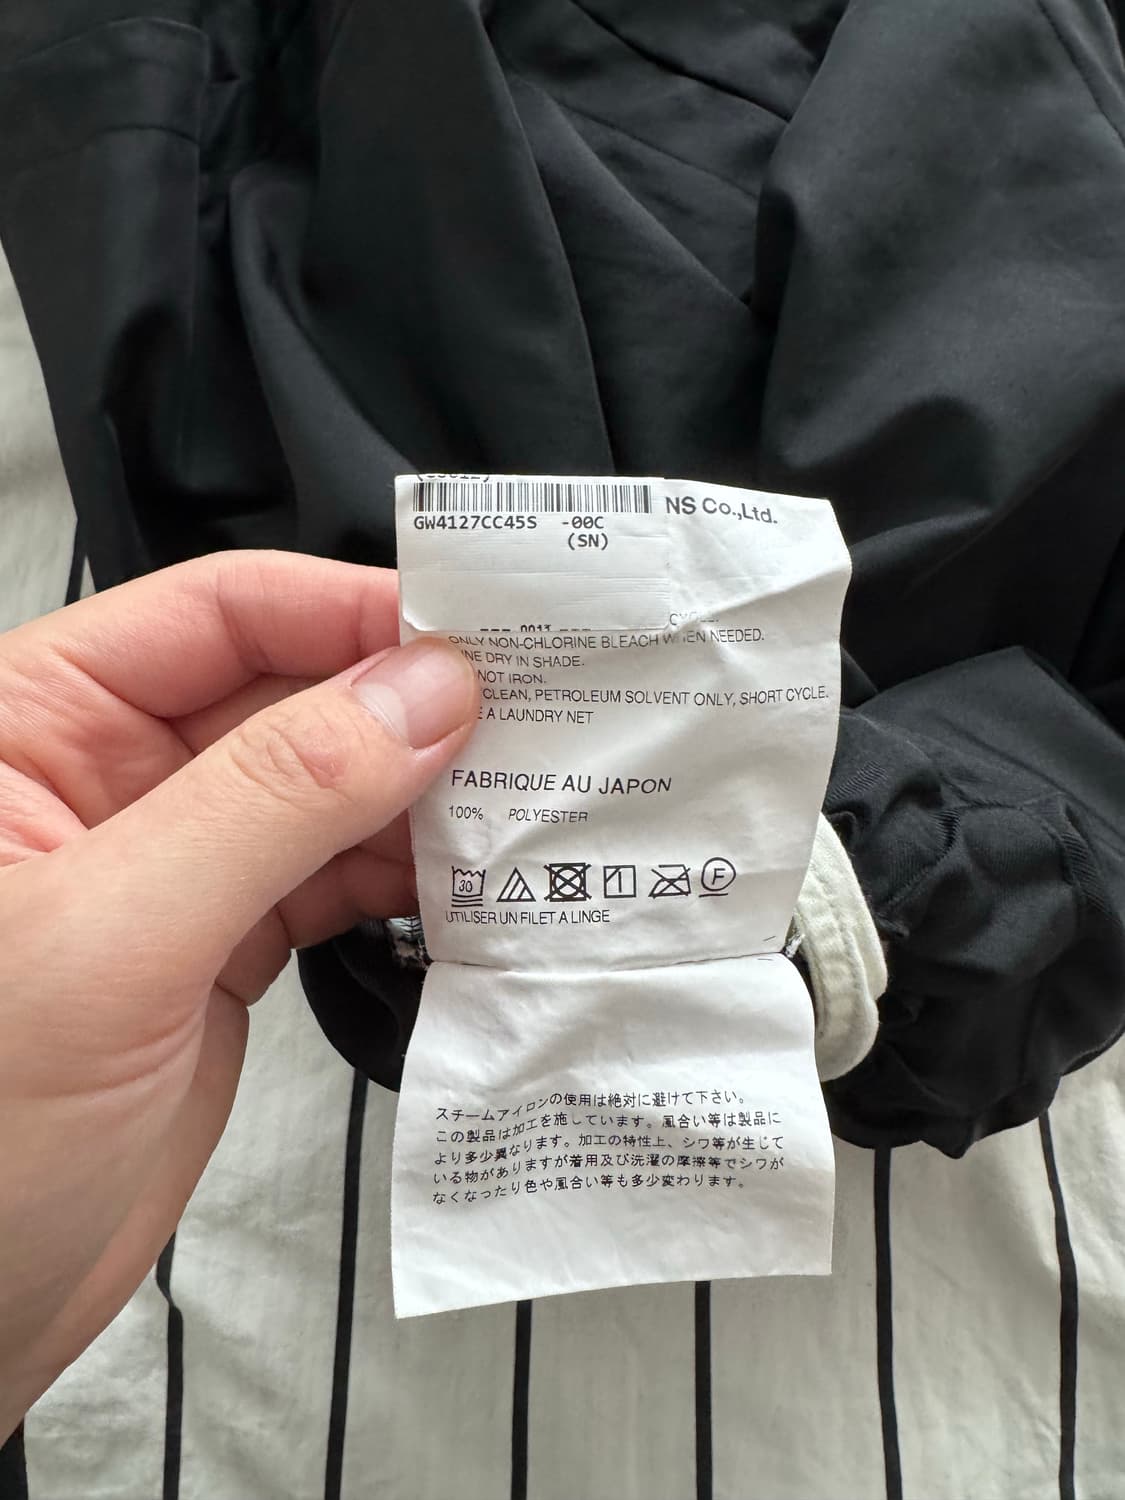 NS Co.,Ltd.
GW4127CC45S -00C
(SN)
ONLY NON-CHLORINE BLEACH WHEN NEEDED.
DRY IN SHADE.
NOT IRON.
CLEAN, PETROLEUM SOLVENT ONLY, SHORT CYCLE.
A LAUNDRY NET
FABRIQUE AU JAPON
100% POLYESTER
30 F
UTILISER UN FILET A LINGE
スチームアイロンの使用は絶対に避けて下さい。
この製品は加工を施しています。風合い等は製品に
より多少異なります。加工の特性上、シワ等が生じて
いる物がありますが着用及び洗濯の摩擦等でシワが
なくなったり色や風合い等も多少変わります。